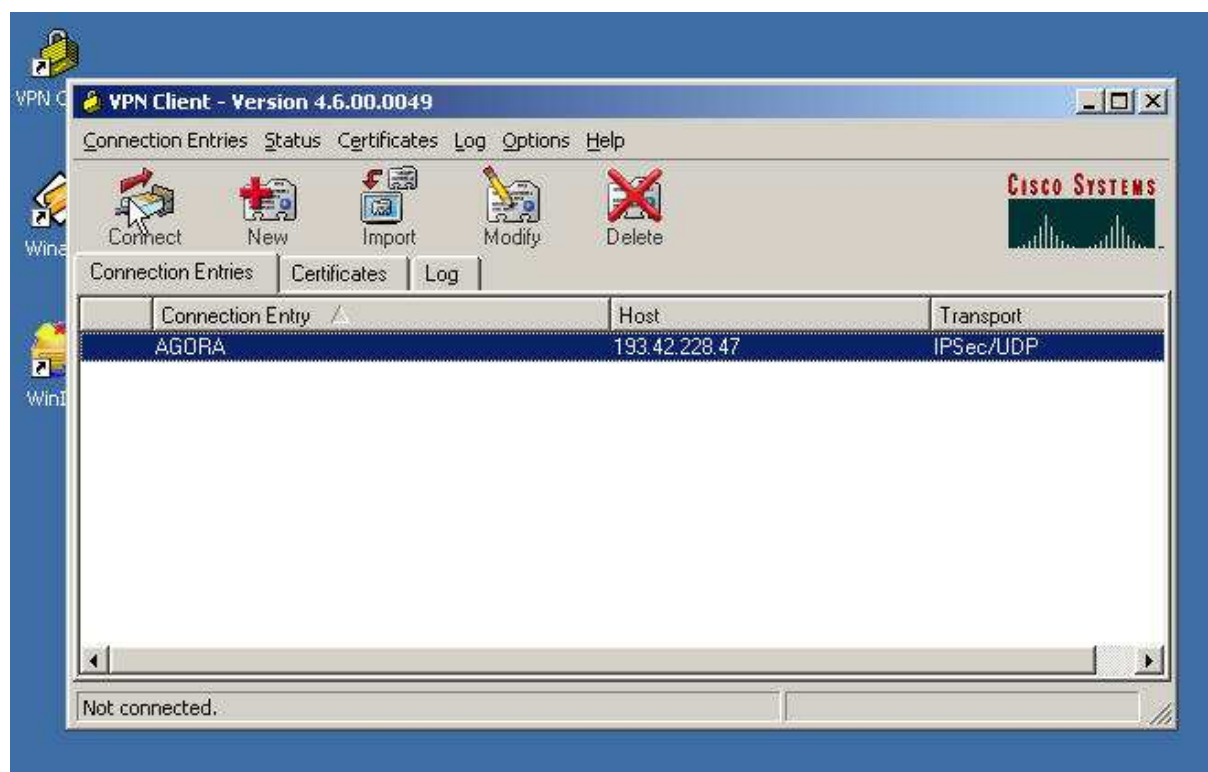 VPN Client - Version 4.6.00.0049
Connection Entries Status Certificates Log Options Help
Connect New Import Modify Delete
CISCO SYSTEMS
Connection Entries Certificates Log
Connection Entry Host Transport
AGORA 193.42.228.47 IPSec/UDP
Not connected.
VPN C
Wina